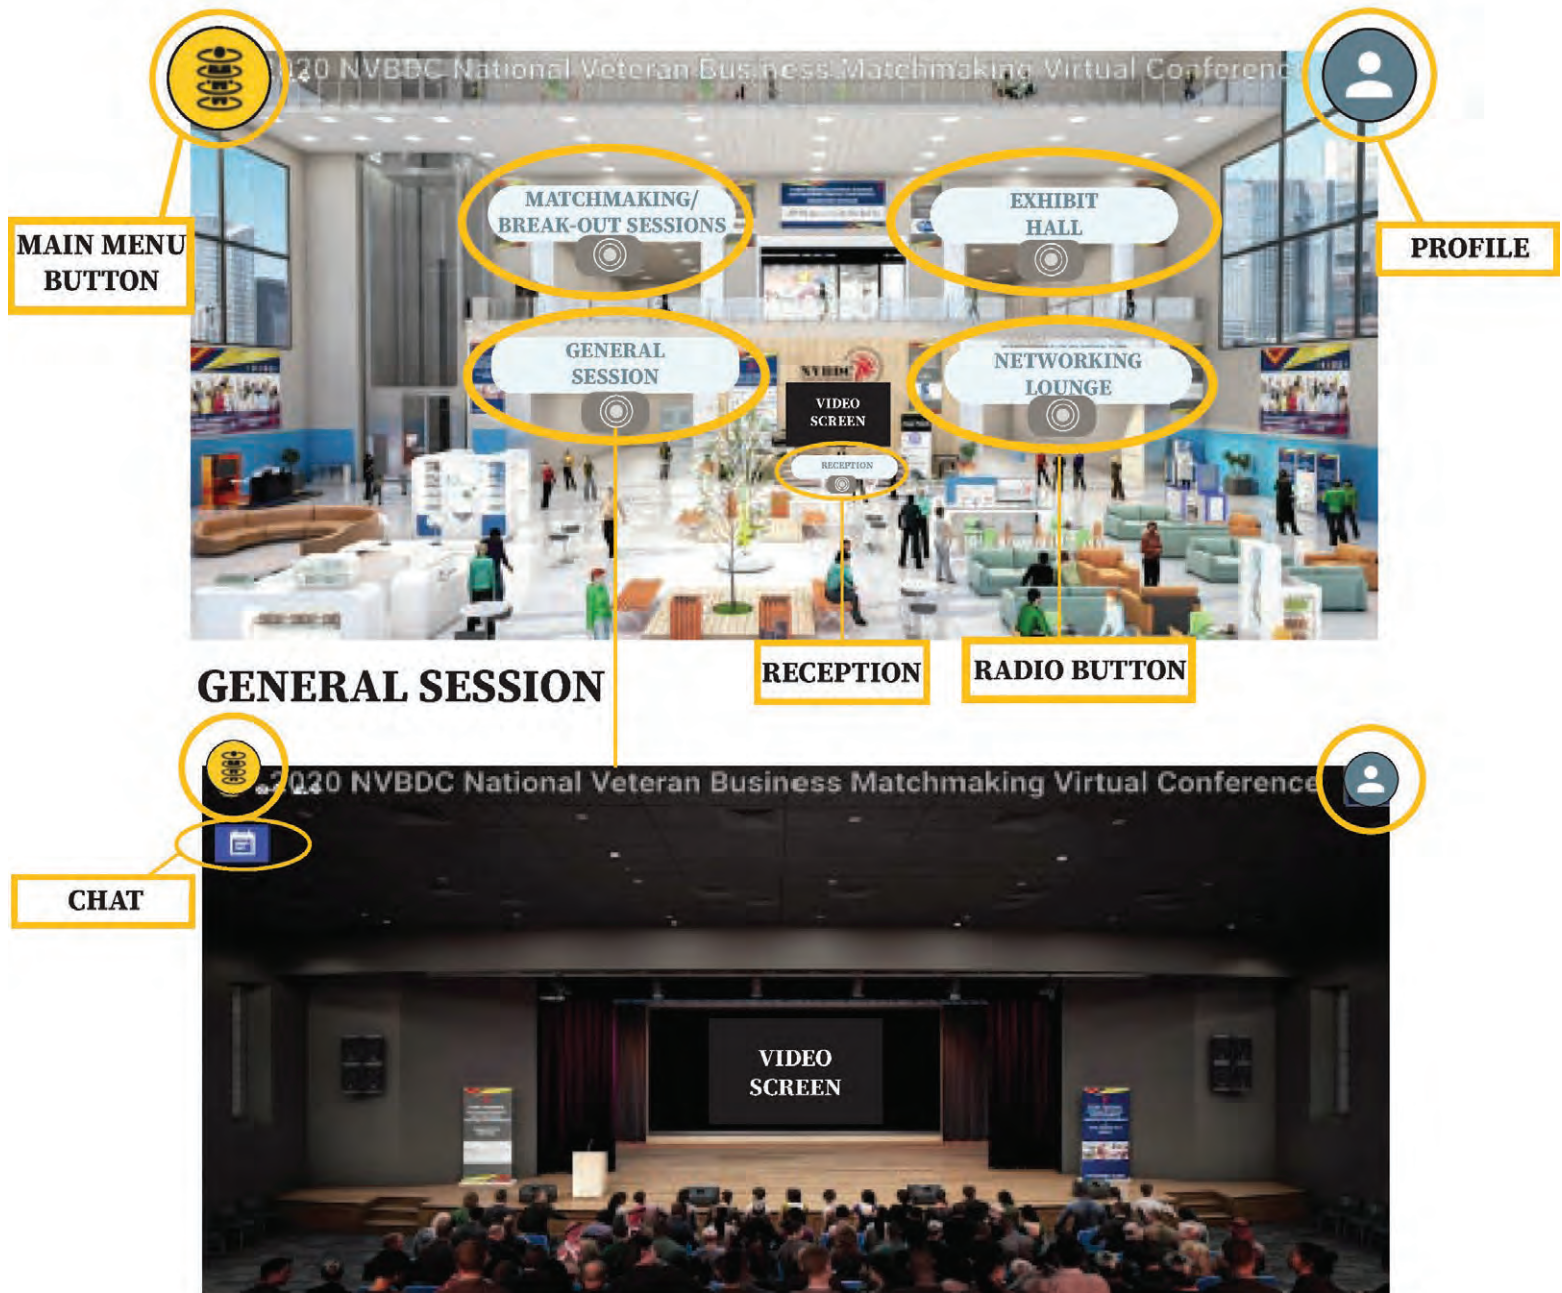 2020 NVBDC National Veteran Business Matchmaking Virtual Conference
MAIN MENU
BUTTON
PROFILE
MATCHMAKING/
BREAK-OUT SESSIONS
EXHIBIT
HALL
GENERAL
SESSION
NETWORKING
LOUNGE
NVBDC
VIDEO
SCREEN
RECEPTION
RECEPTION
RADIO BUTTON
GENERAL SESSION
2020 NVBDC National Veteran Business Matchmaking Virtual Conference
CHAT
VIDEO
SCREEN